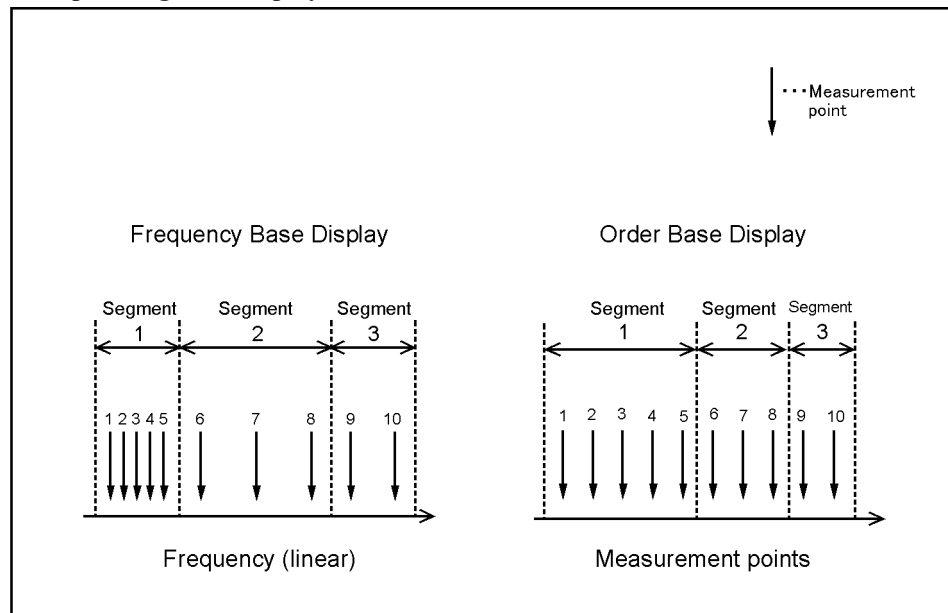 ···Measurement
point
Frequency Base Display
Order Base Display
Segment
1
Segment
2
Segment
3
Segment
1
Segment
2
Segment
3
1 2 3 4 5 6 7 8 9 10
1 2 3 4 5 6 7 8 9 10
Frequency (linear)
Measurement points